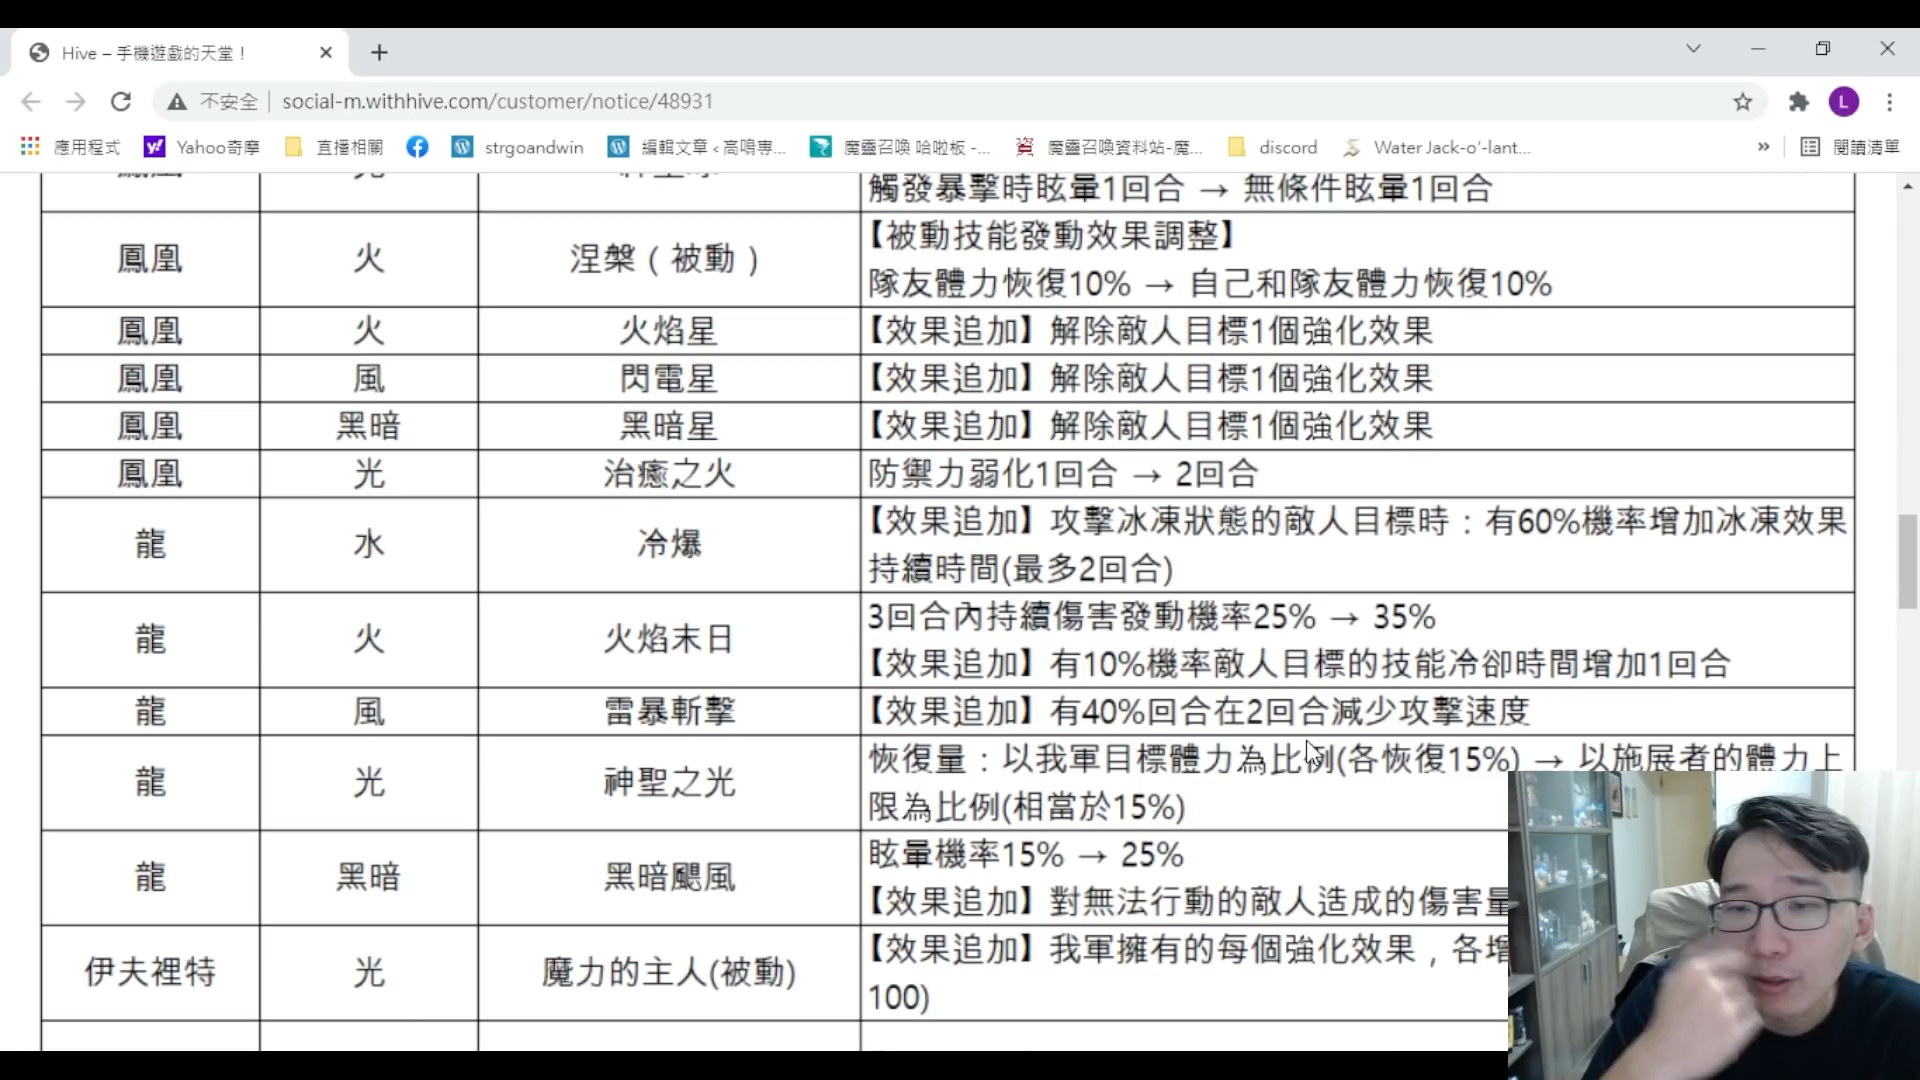 Hive – 手機遊戲的天堂！
不安全 social-m.withhive.com/customer/notice/48931 L
應用程式 Yahoo奇摩 直播相關 strgoandwin 編輯文章 ‹ 高鳴専... 魔靈召喚 哈啦板 -... 魔靈召喚資料站-魔... discord Water Jack-o'-lant... » 閱讀清單
觸發暴擊時眩暈1回合 → 無條件眩暈1回合
鳳凰 火 涅槃（被動） 【被動技能發動效果調整】
隊友體力恢復10% → 自己和隊友體力恢復10%
鳳凰 火 火焰星 【效果追加】解除敵人目標1個強化效果
鳳凰 風 閃電星 【效果追加】解除敵人目標1個強化效果
鳳凰 黑暗 黑暗星 【效果追加】解除敵人目標1個強化效果
鳳凰 光 治癒之火 防禦力弱化1回合 → 2回合
龍 水 冷爆 【效果追加】攻擊冰凍狀態的敵人目標時：有60%機率增加冰凍效果
持續時間(最多2回合)
龍 火 火焰末日 3回合內持續傷害發動機率25% → 35%
【效果追加】有10%機率敵人目標的技能冷卻時間增加1回合
龍 風 雷暴斬擊 【效果追加】有40%回合在2回合減少攻擊速度
龍 光 神聖之光 恢復量：以我軍目標體力為比例(各恢復15%) → 以施展者的體力上
限為比例(相當於15%)
龍 黑暗 黑暗颶風 眩暈機率15% → 25%
【效果追加】對無法行動的敵人造成的傷害量
伊夫裡特 光 魔力的主人(被動) 【效果追加】我軍擁有的每個強化效果，各增
100)